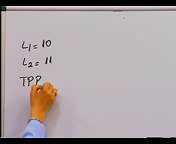 L₁ = 10
L₂ = 11
TPP